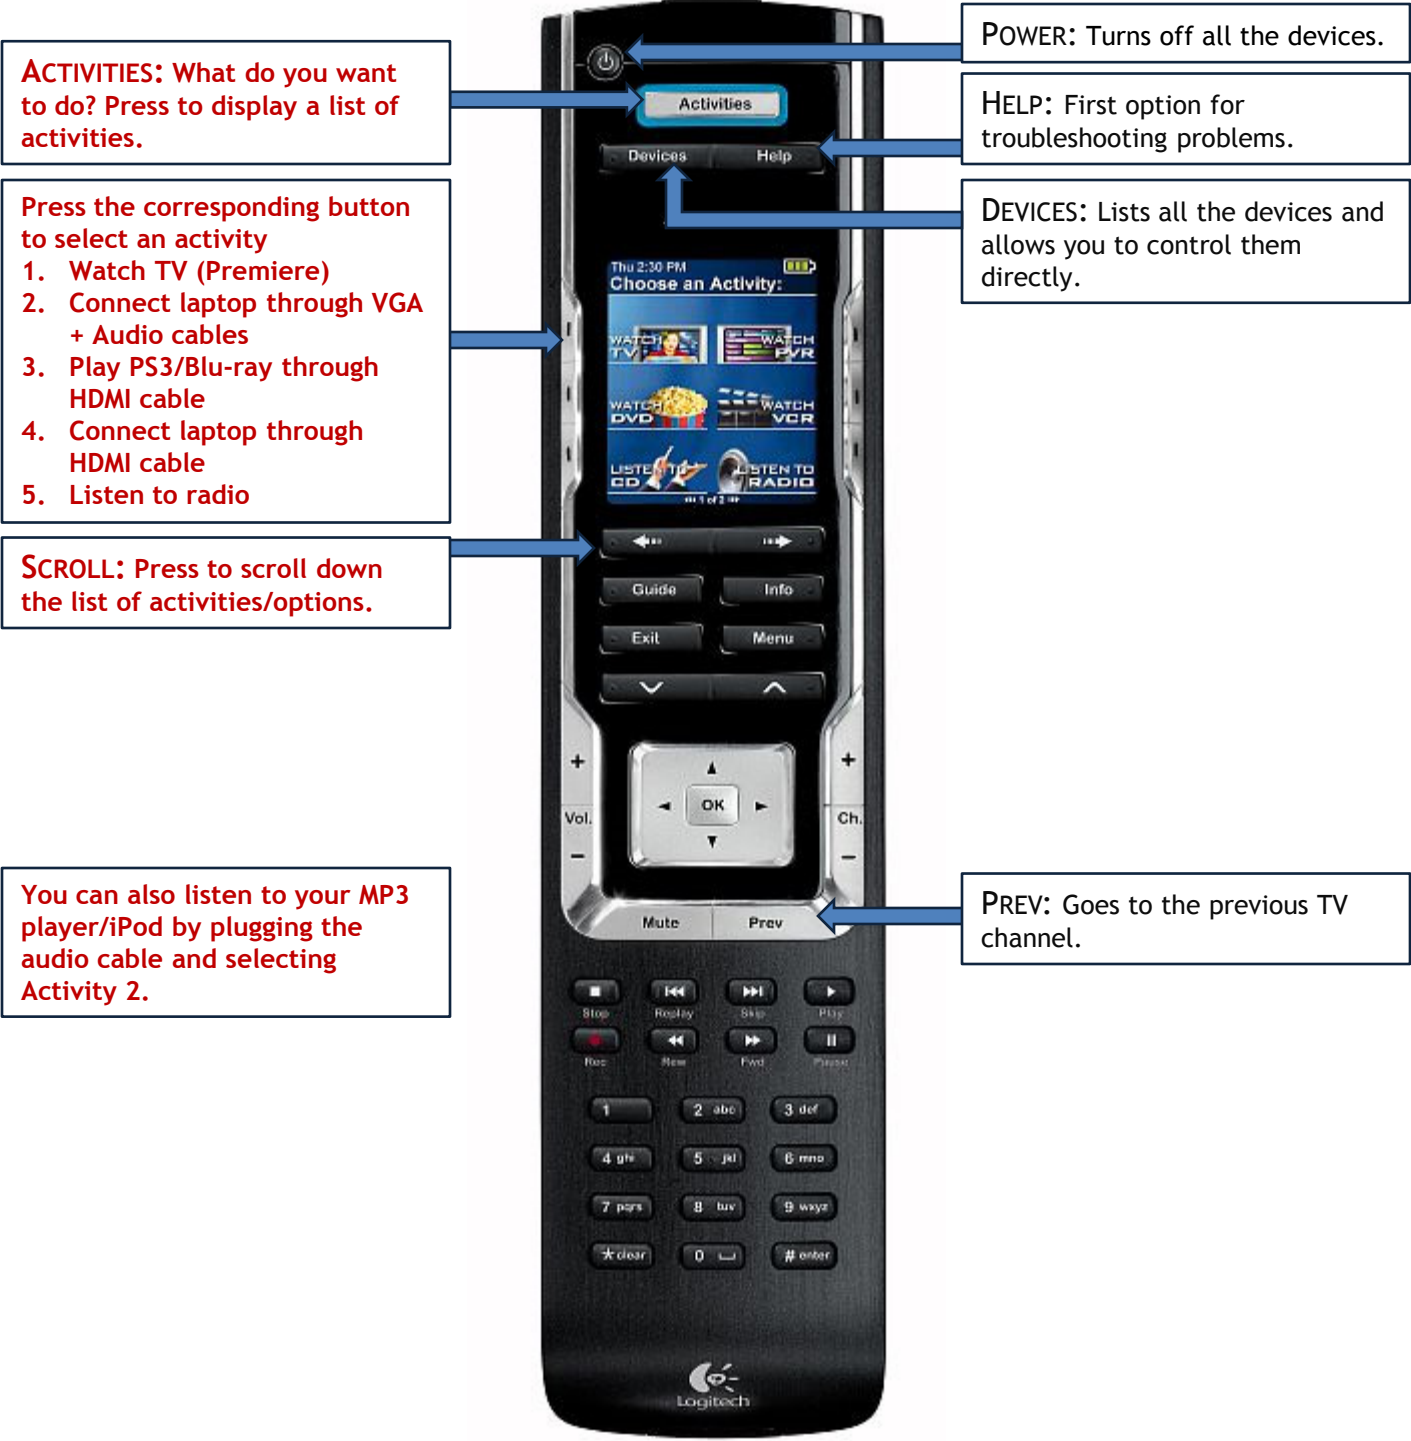 ACTIVITIES: What do you want
to do? Press to display a list of
activities.
Press the corresponding button
to select an activity
1. Watch TV (Premiere)
2. Connect laptop through VGA
+ Audio cables
3. Play PS3/Blu-ray through
HDMI cable
4. Connect laptop through
HDMI cable
5. Listen to radio
SCROLL: Press to scroll down
the list of activities/options.
You can also listen to your MP3
player/iPod by plugging the
audio cable and selecting
Activity 2.
Activities
Devices Help
Thu 2:30 PM
Choose an Activity:
WATCH TV
WATCH PVR
WATCH DVD
WATCH VCR
LISTEN TO CD
LISTEN TO RADIO
1 of 2
Guide Info
Exit Menu
+ +
OK
Vol. Ch.
− −
Mute Prev
Stop Replay Skip Play
Rec Rew Fwd Pause
1 2 abc 3 def
4 ghi 5 jkl 6 mno
7 pqrs 8 tuv 9 wxyz
* clear 0 # enter
Logitech
POWER: Turns off all the devices.
HELP: First option for
troubleshooting problems.
DEVICES: Lists all the devices and
allows you to control them
directly.
PREV: Goes to the previous TV
channel.